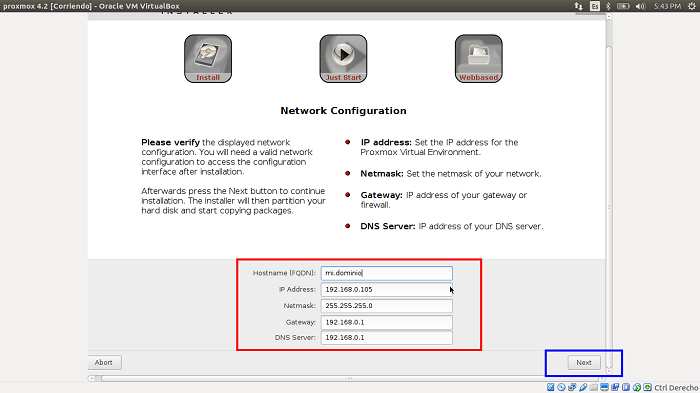 proxmox 4.2 [Corriendo] - Oracle VM VirtualBox
Es
5:43 PM
INSTALLER
Install
Just Start
Webbased
Network Configuration
Please verify the displayed network
configuration. You will need a valid network
configuration to access the configuration
interface after installation.
Afterwards press the Next button to continue
installation. The installer will then partition your
hard disk and start copying packages.
IP address: Set the IP address for the
Proxmox Virtual Environment.
Netmask: Set the netmask of your network.
Gateway: IP address of your gateway or
firewall.
DNS Server: IP address of your DNS server.
Hostname (FQDN): mi.dominio
IP Address: 192.168.0.105
Netmask: 255.255.255.0
Gateway: 192.168.0.1
DNS Server: 192.168.0.1
Abort
Next
Ctrl Derecho